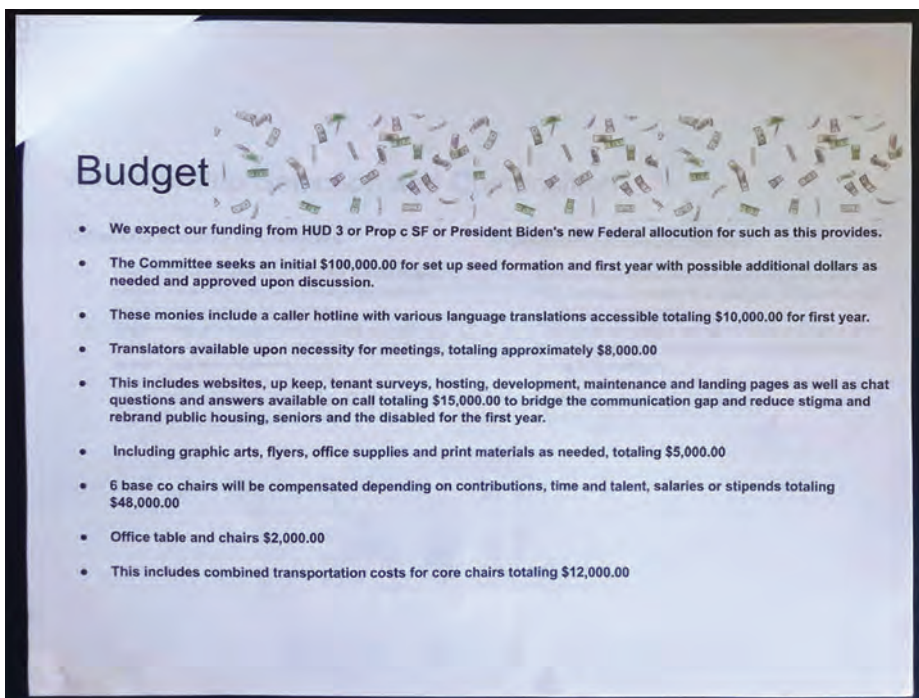 Budget
• We expect our funding from HUD 3 or Prop c SF or President Biden's new Federal allocution for such as this provides.
• The Committee seeks an initial $100,000.00 for set up seed formation and first year with possible additional dollars as
needed and approved upon discussion.
• These monies include a caller hotline with various language translations accessible totaling $10,000.00 for first year.
• Translators available upon necessity for meetings, totaling approximately $8,000.00
• This includes websites, up keep, tenant surveys, hosting, development, maintenance and landing pages as well as chat
questions and answers available on call totaling $15,000.00 to bridge the communication gap and reduce stigma and
rebrand public housing, seniors and the disabled for the first year.
• Including graphic arts, flyers, office supplies and print materials as needed, totaling $5,000.00
• 6 base co chairs will be compensated depending on contributions, time and talent, salaries or stipends totaling
$48,000.00
• Office table and chairs $2,000.00
• This includes combined transportation costs for core chairs totaling $12,000.00